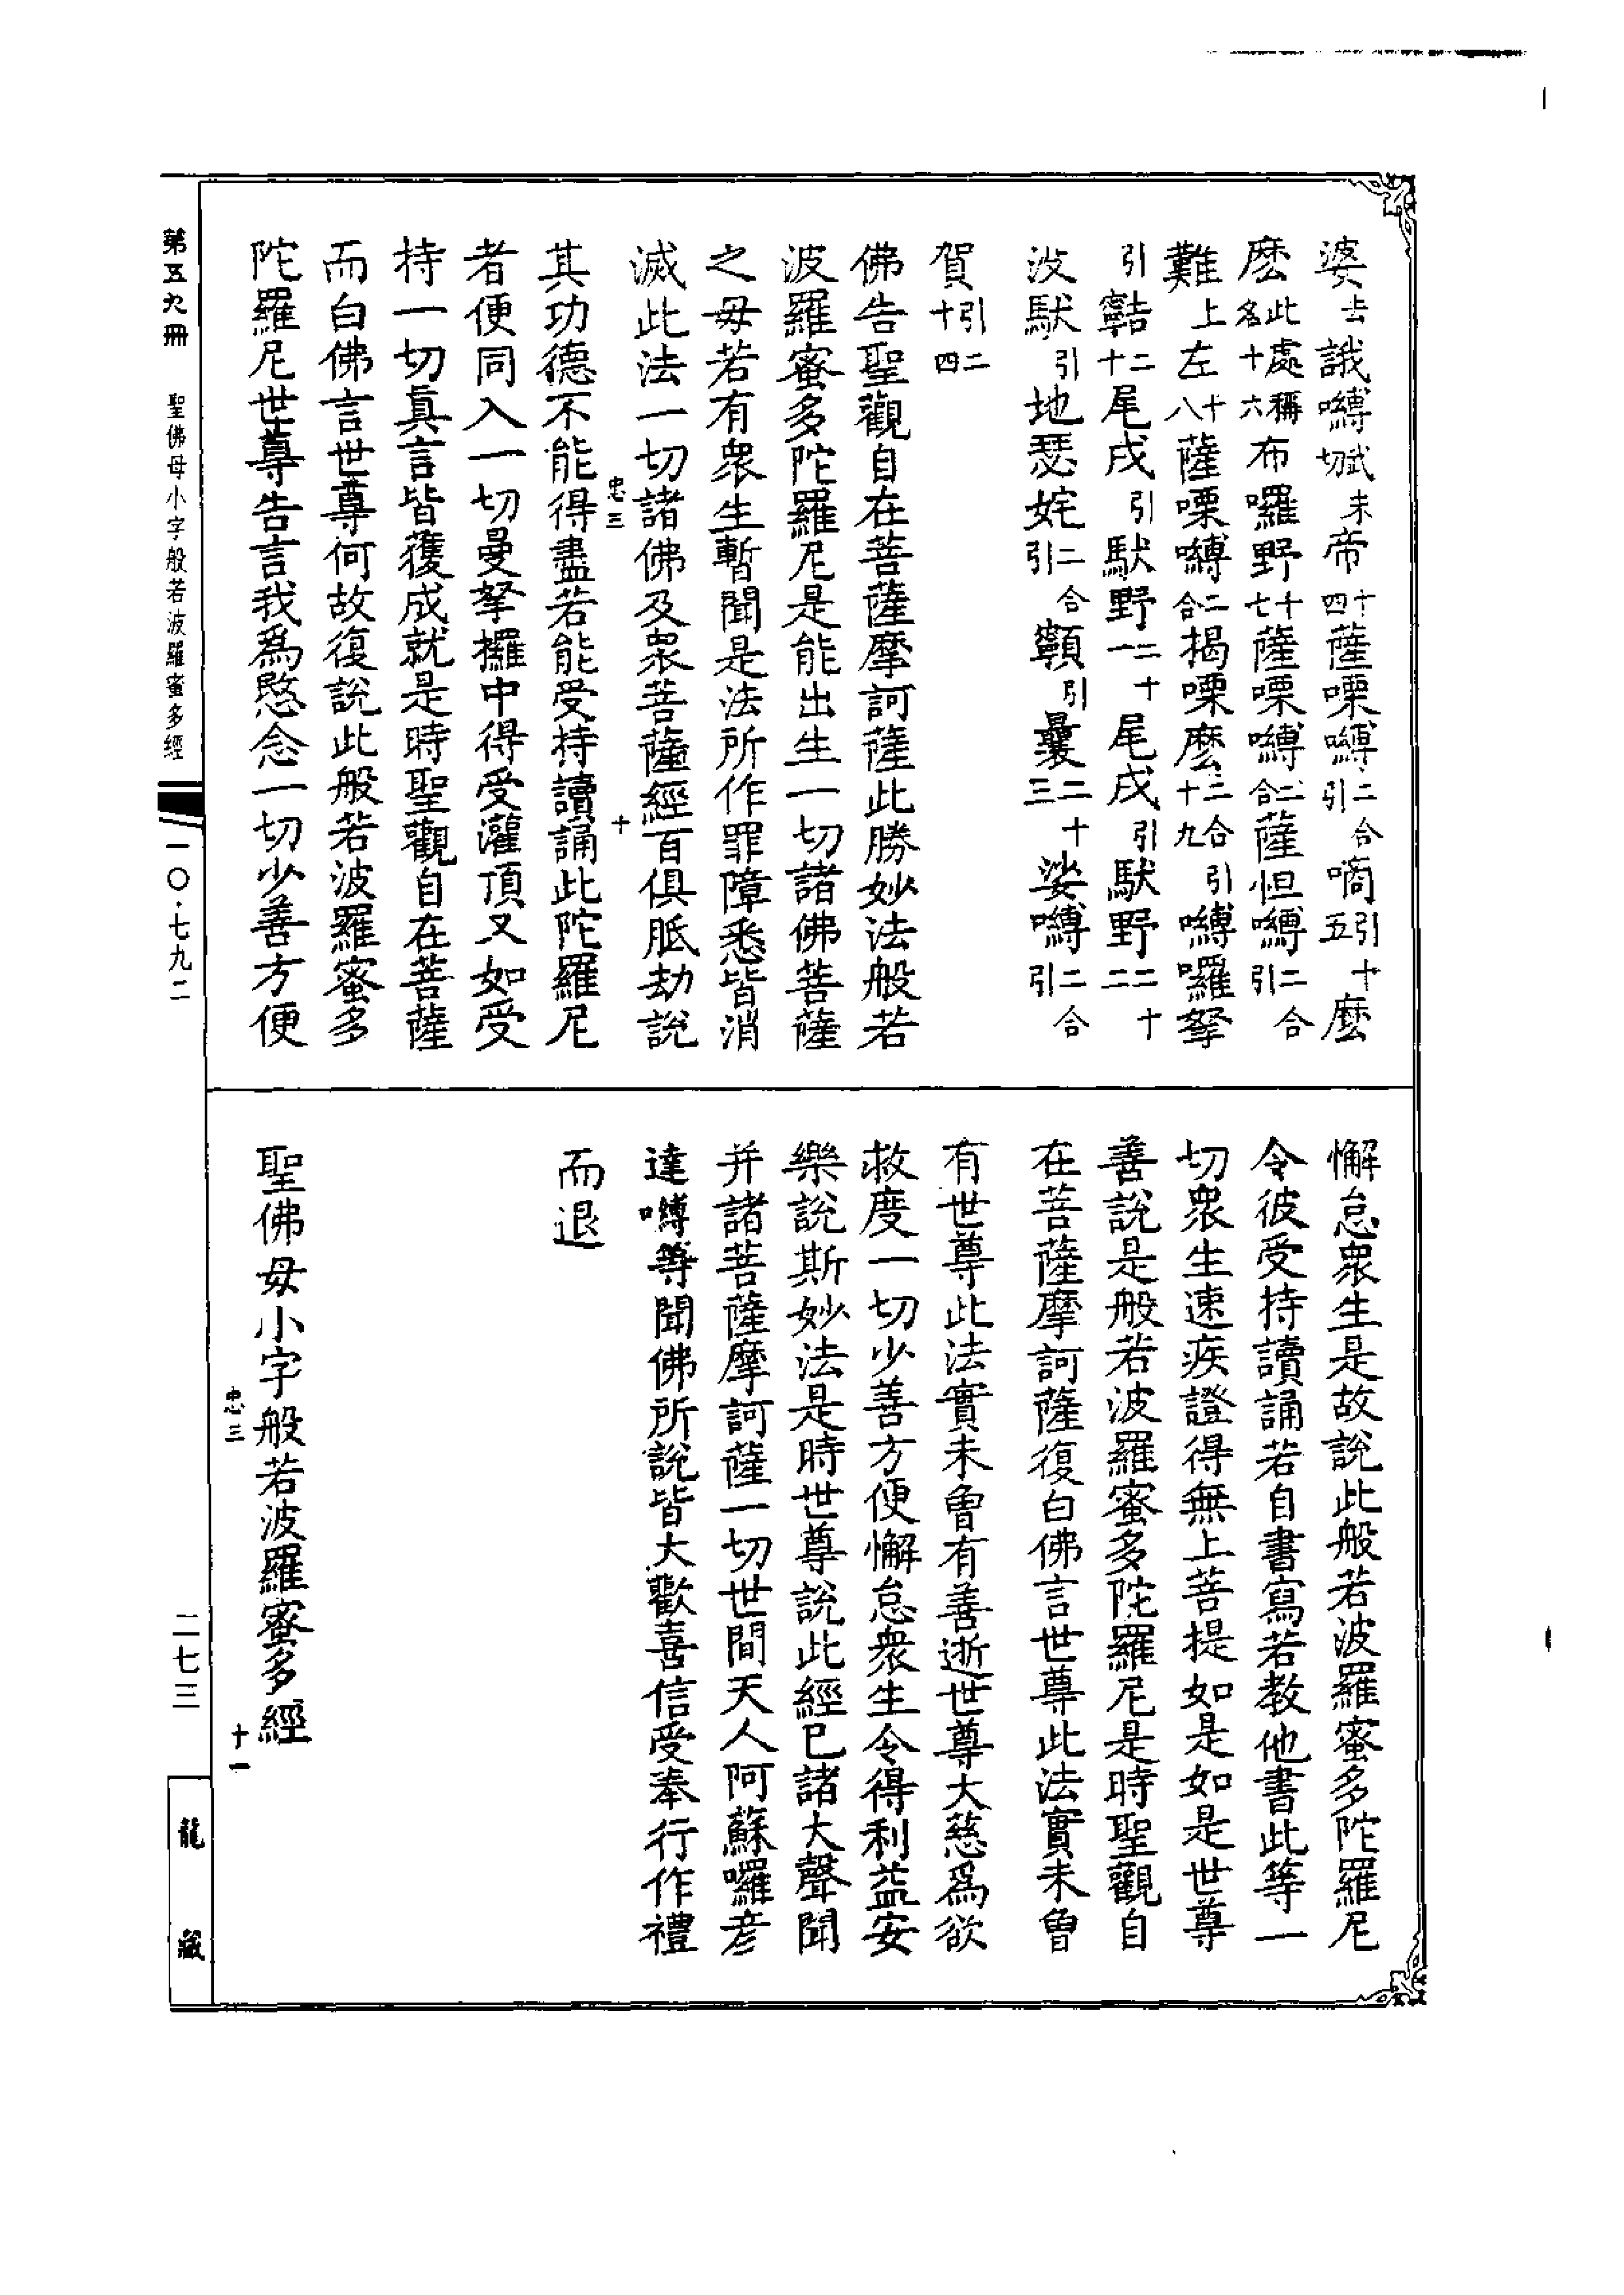 婆去誐嚩武切未帝十四薩㗚嚩二合引啇引十五麼
麽此處稱名十六布囉野十七薩㗚嚩二合薩怛嚩二合引
難上左十八薩㗚嚩二合揭㗚麽二合引十九嚩囉拏
引二十尾戌引馱野二十一尾戌引馱野二十二
沒馱引地瑟姹二合引顊引曩二十三娑嚩二合引
賀引二十四
佛告聖觀自在菩薩摩訶薩此勝妙法般若
波羅蜜多陀羅尼是能出生一切諸佛菩薩
之母若有衆生暫聞是法所作罪障悉皆消
滅此法一切諸佛及衆菩薩經百俱胝劫說
忠三 十
其功德不能得盡若能受持讀誦此陀羅尼
者便同入一切曼拏攞中得受灌頂又如受
持一切眞言皆獲成就是時聖觀自在菩薩
而白佛言世尊何故復說此般若波羅蜜多
陀羅尼世尊告言我爲愍念一切少善方便
懈怠衆生是故說此般若波羅蜜多陀羅尼
令彼受持讀誦若自書寫若教他書此等一
切衆生速疾證得無上菩提如是如是世尊
善說是般若波羅蜜多陀羅尼是時聖觀自
在菩薩摩訶薩復白佛言世尊此法實未曾
有世尊此法實未曾有善逝世尊大慈爲欲
救度一切少善方便懈怠衆生令得利益安
樂說斯妙法是時世尊說此經已諸大聲聞
并諸菩薩摩訶薩一切世間天人阿蘇囉彦
達嚩等聞佛所說皆大歡喜信受奉行作禮
而退
聖佛母小字般若波羅蜜多經
忠三 十一
第五九冊 聖佛母小字般若波羅蜜多經 一〇·七九二
二七三
龍藏